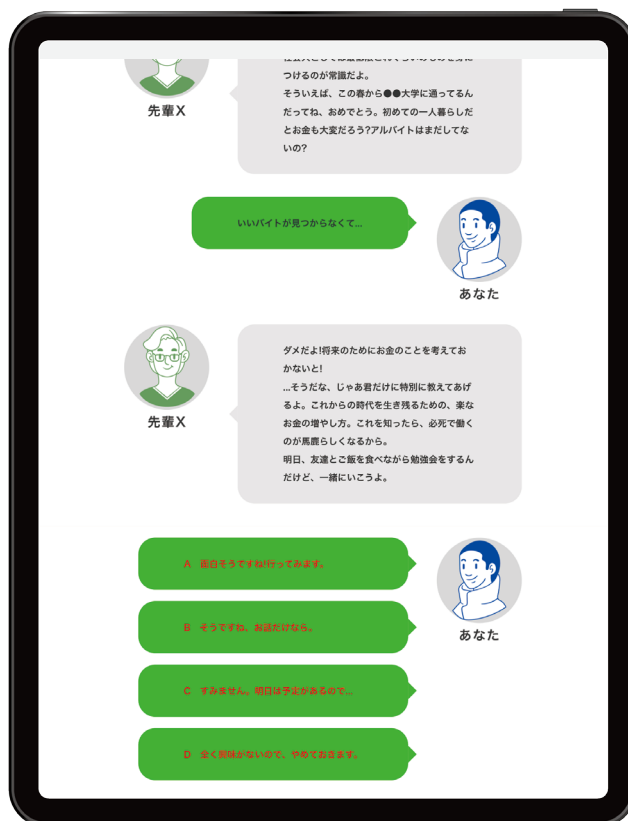 つけるのが常識だよ。
そういえば、この春から●●大学に通ってるん
だってね、おめでとう。初めての一人暮らしだ
とお金も大変だろう?アルバイトはまだしてな
いの?
先輩X
いいバイトが見つからなくて...
あなた
ダメだよ!将来のためにお金のことを考えてお
かないと!
...そうだな、じゃあ君だけに特別に教えてあげ
るよ。これからの時代を生き残るための、楽な
お金の増やし方。これを知ったら、必死で働く
のが馬鹿らしくなるから。
明日、友達とご飯を食べながら勉強会をするん
だけど、一緒にいこうよ。
先輩X
A 面白そうですね!行ってみます。
B そうですね、お話だけなら。
あなた
C すみません。明日は予定があるので...
D 全く興味がないので、やめておきます。